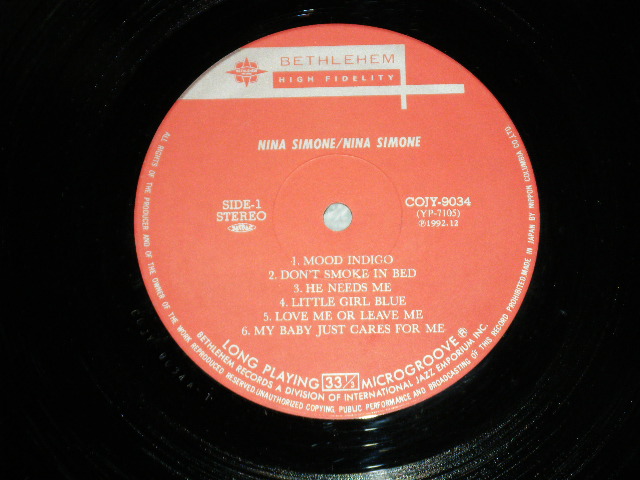 BETHLEHEM
HIGH FIDELITY
NINA SIMONE/NINA SIMONE
SIDE-1
STEREO
COJY-9034
(YP-7105)
Ⓟ1992.12
1. MOOD INDIGO
2. DON'T SMOKE IN BED
3. HE NEEDS ME
4. LITTLE GIRL BLUE
5. LOVE ME OR LEAVE ME
6. MY BABY JUST CARES FOR ME
LONG PLAYING 33⅓ MICROGROOVE®
BETHLEHEM RECORDS A DIVISION OF INTERNATIONAL JAZZ EMPORIUM INC.
ALL RIGHTS OF THE PRODUCER AND OF THE OWNER OF THE WORK REPRODUCED RESERVED. UNAUTHORIZED COPYING, PUBLIC PERFORMANCE AND BROADCASTING OF THIS RECORD PROHIBITED. MADE IN JAPAN BY NIPPON COLUMBIA CO., LTD